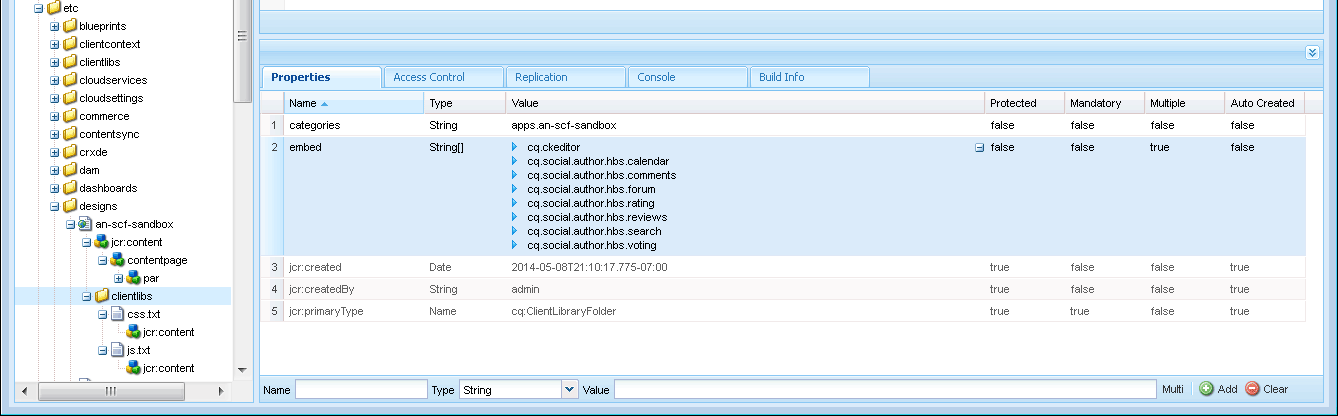 etc
blueprints
clientcontext
clientlibs
cloudservices
cloudsettings
commerce
contentsync
crxde
dam
dashboards
designs
an-scf-sandbox
jcr:content
contentpage
par
clientlibs
css.txt
jcr:content
js.txt
jcr:content
Properties Access Control Replication Console Build Info
Name Type Value Protected Mandatory Multiple Auto Created
1 categories String apps.an-scf-sandbox false false false false
2 embed String[] cq.ckeditor false false true false
cq.social.author.hbs.calendar
cq.social.author.hbs.comments
cq.social.author.hbs.forum
cq.social.author.hbs.rating
cq.social.author.hbs.reviews
cq.social.author.hbs.search
cq.social.author.hbs.voting
3 jcr:created Date 2014-05-08T21:10:17.775-07:00 true false false true
4 jcr:createdBy String admin true false false true
5 jcr:primaryType Name cq:ClientLibraryFolder true true false true
Name Type String Value Multi Add Clear